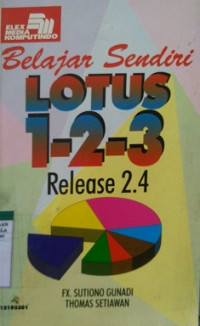 ELEX
MEDIA
KOMPUTINDO
Belajar Sendiri
LOTUS
1-2-3
Release 2.4
FX. SUTIONO GUNADI
THOMAS SETIAWAN